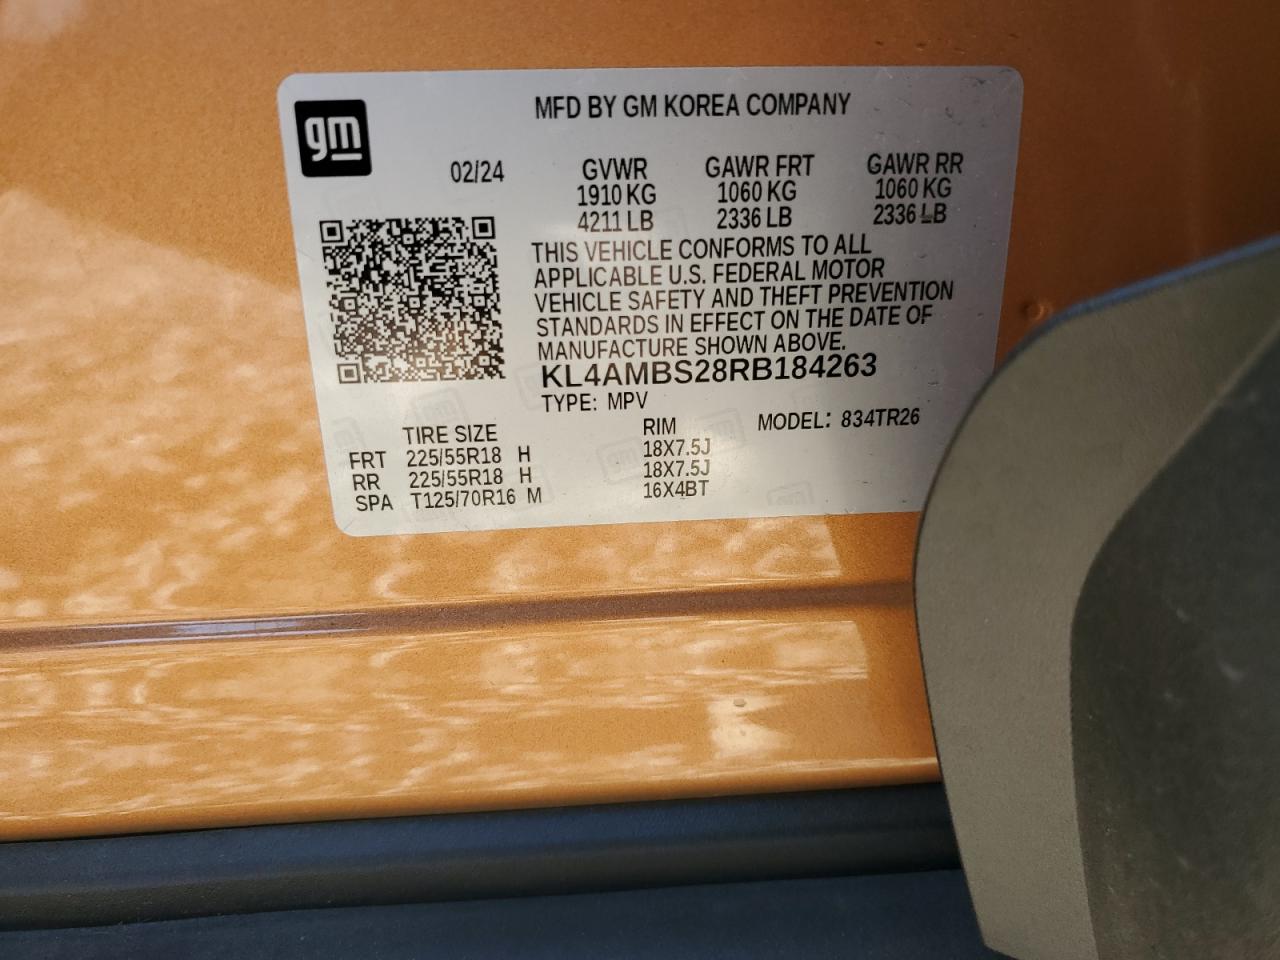 gm
MFD BY GM KOREA COMPANY
02/24 GVWR GAWR FRT GAWR RR
1910 KG 1060 KG 1060 KG
4211 LB 2336 LB 2336 LB
THIS VEHICLE CONFORMS TO ALL
APPLICABLE U.S. FEDERAL MOTOR
VEHICLE SAFETY AND THEFT PREVENTION
STANDARDS IN EFFECT ON THE DATE OF
MANUFACTURE SHOWN ABOVE.
KL4AMBS28RB184263
TYPE: MPV
MODEL: 834TR26
TIRE SIZE RIM
FRT 225/55R18 H 18X7.5J
RR 225/55R18 H 18X7.5J
SPA T125/70R16 M 16X4BT